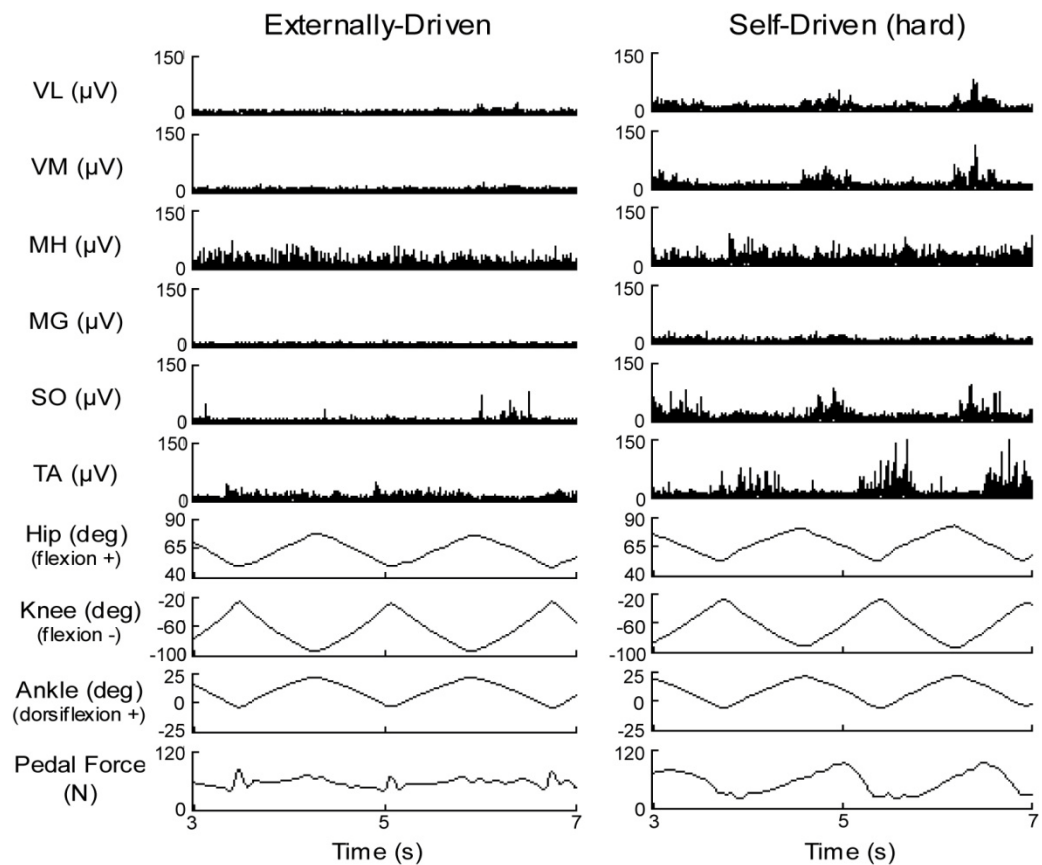 Externally-Driven Self-Driven (hard)
VL (µV) 150 0 150 0
VM (µV) 150 0 150 0
MH (µV) 150 0 150 0
MG (µV) 150 0 150 0
SO (µV) 150 0 150 0
TA (µV) 150 0 150 0
Hip (deg) 90 90
(flexion +) 65 65
40 40
Knee (deg) -20 -20
(flexion -) -60 -60
-100 -100
Ankle (deg) 25 25
(dorsiflexion +) 0 0
-25 -25
Pedal Force 120 120
(N) 0 0
3 5 7 3 5 7
Time (s) Time (s)